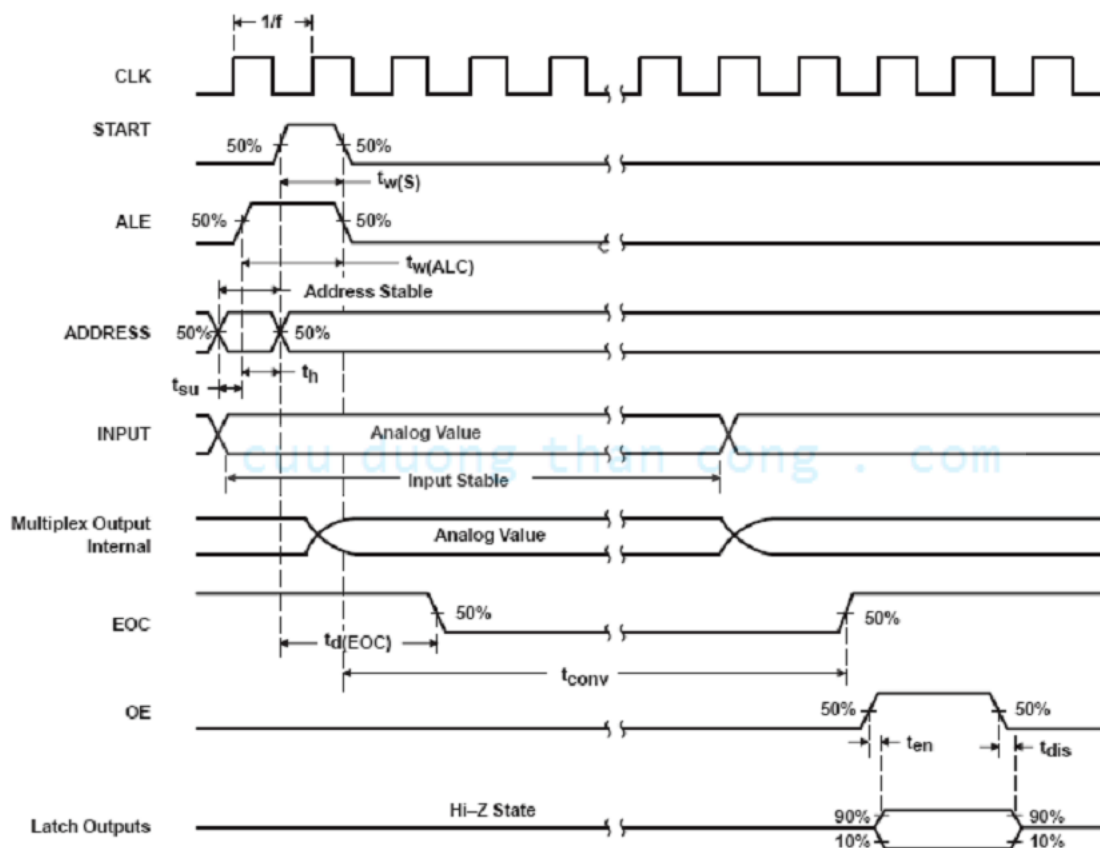 1/f
CLK
START
50%
50%
tw(S)
ALE
50%
50%
tw(ALC)
Address Stable
ADDRESS
50%
50%
tsu
th
INPUT
Analog Value
cuu duong than cong . com
Input Stable
Multiplex Output
Internal
Analog Value
EOC
50%
50%
td(EOC)
tconv
OE
50%
50%
ten
tdis
Hi–Z State
Latch Outputs
90%
90%
10%
10%